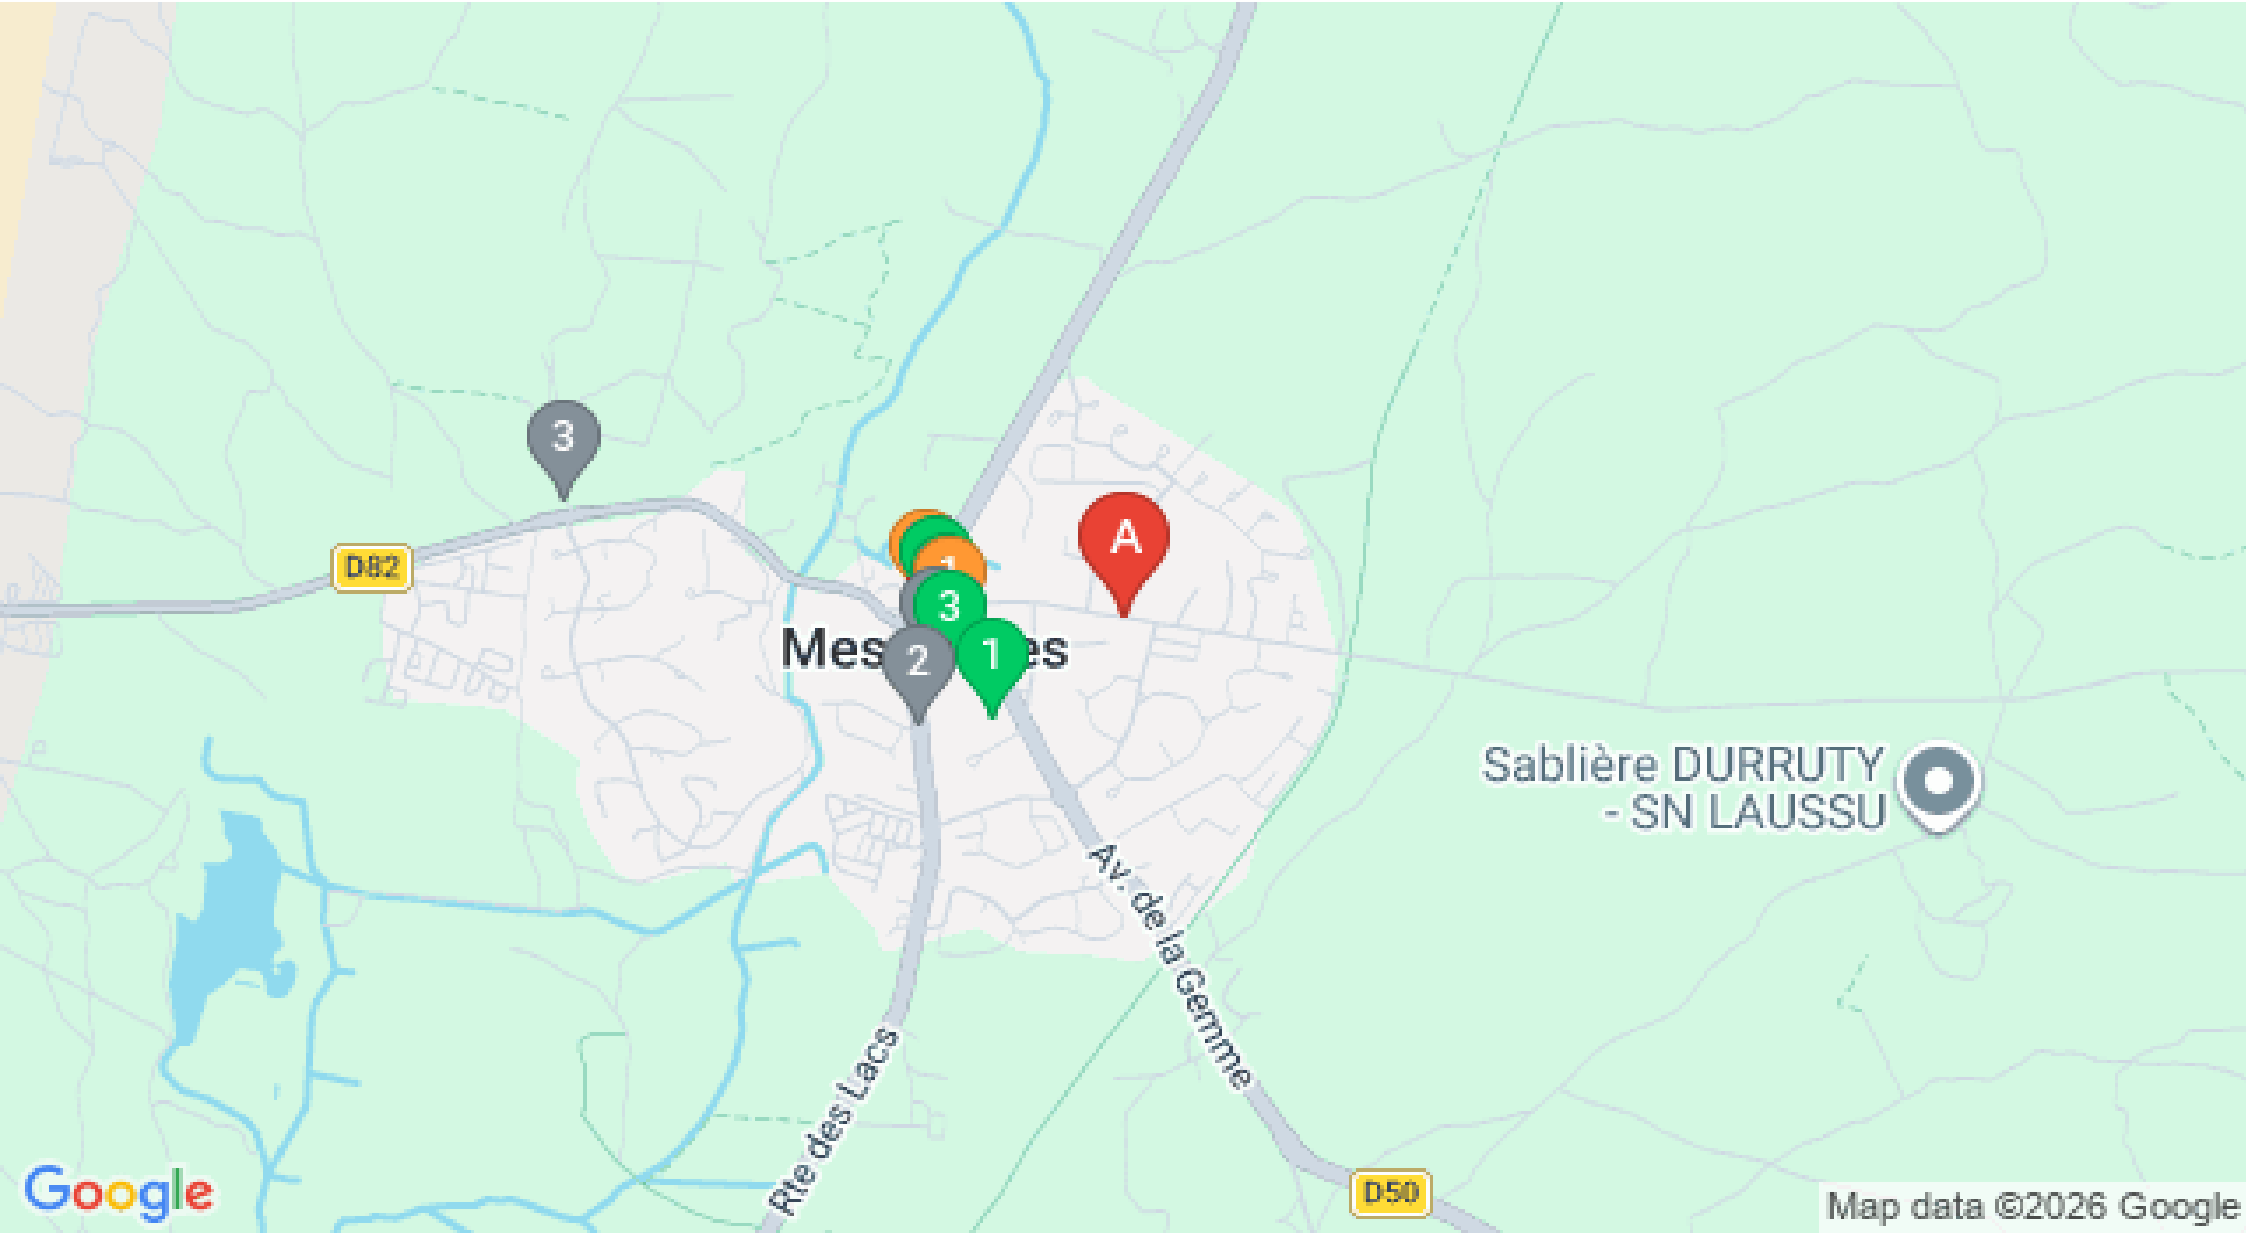 3
A
1
D82
3
Mes
es
2
1
Sablière DURRUTY
- SN LAUSSU
Av. de la Gemme
Rte des Lacs
D50
Google
Map data ©2026 Google